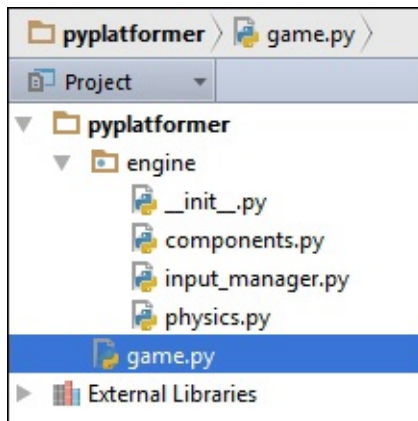 pyplatformer game.py
Project
pyplatformer
engine
__init__.py
components.py
input_manager.py
physics.py
game.py
External Libraries